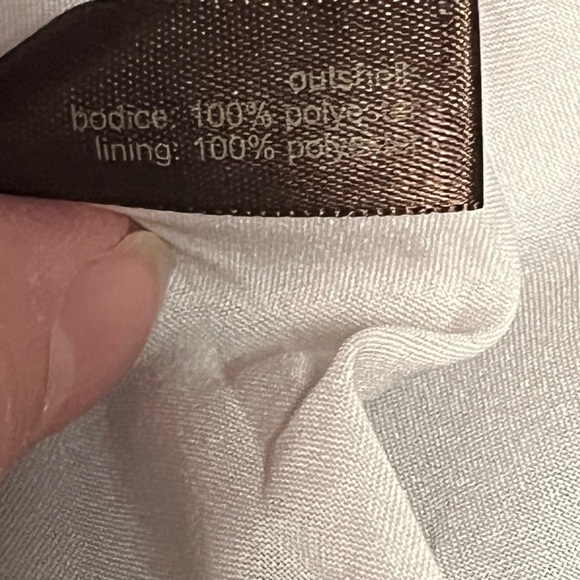 outshell:
bodice: 100% polyester
lining: 100% polyester